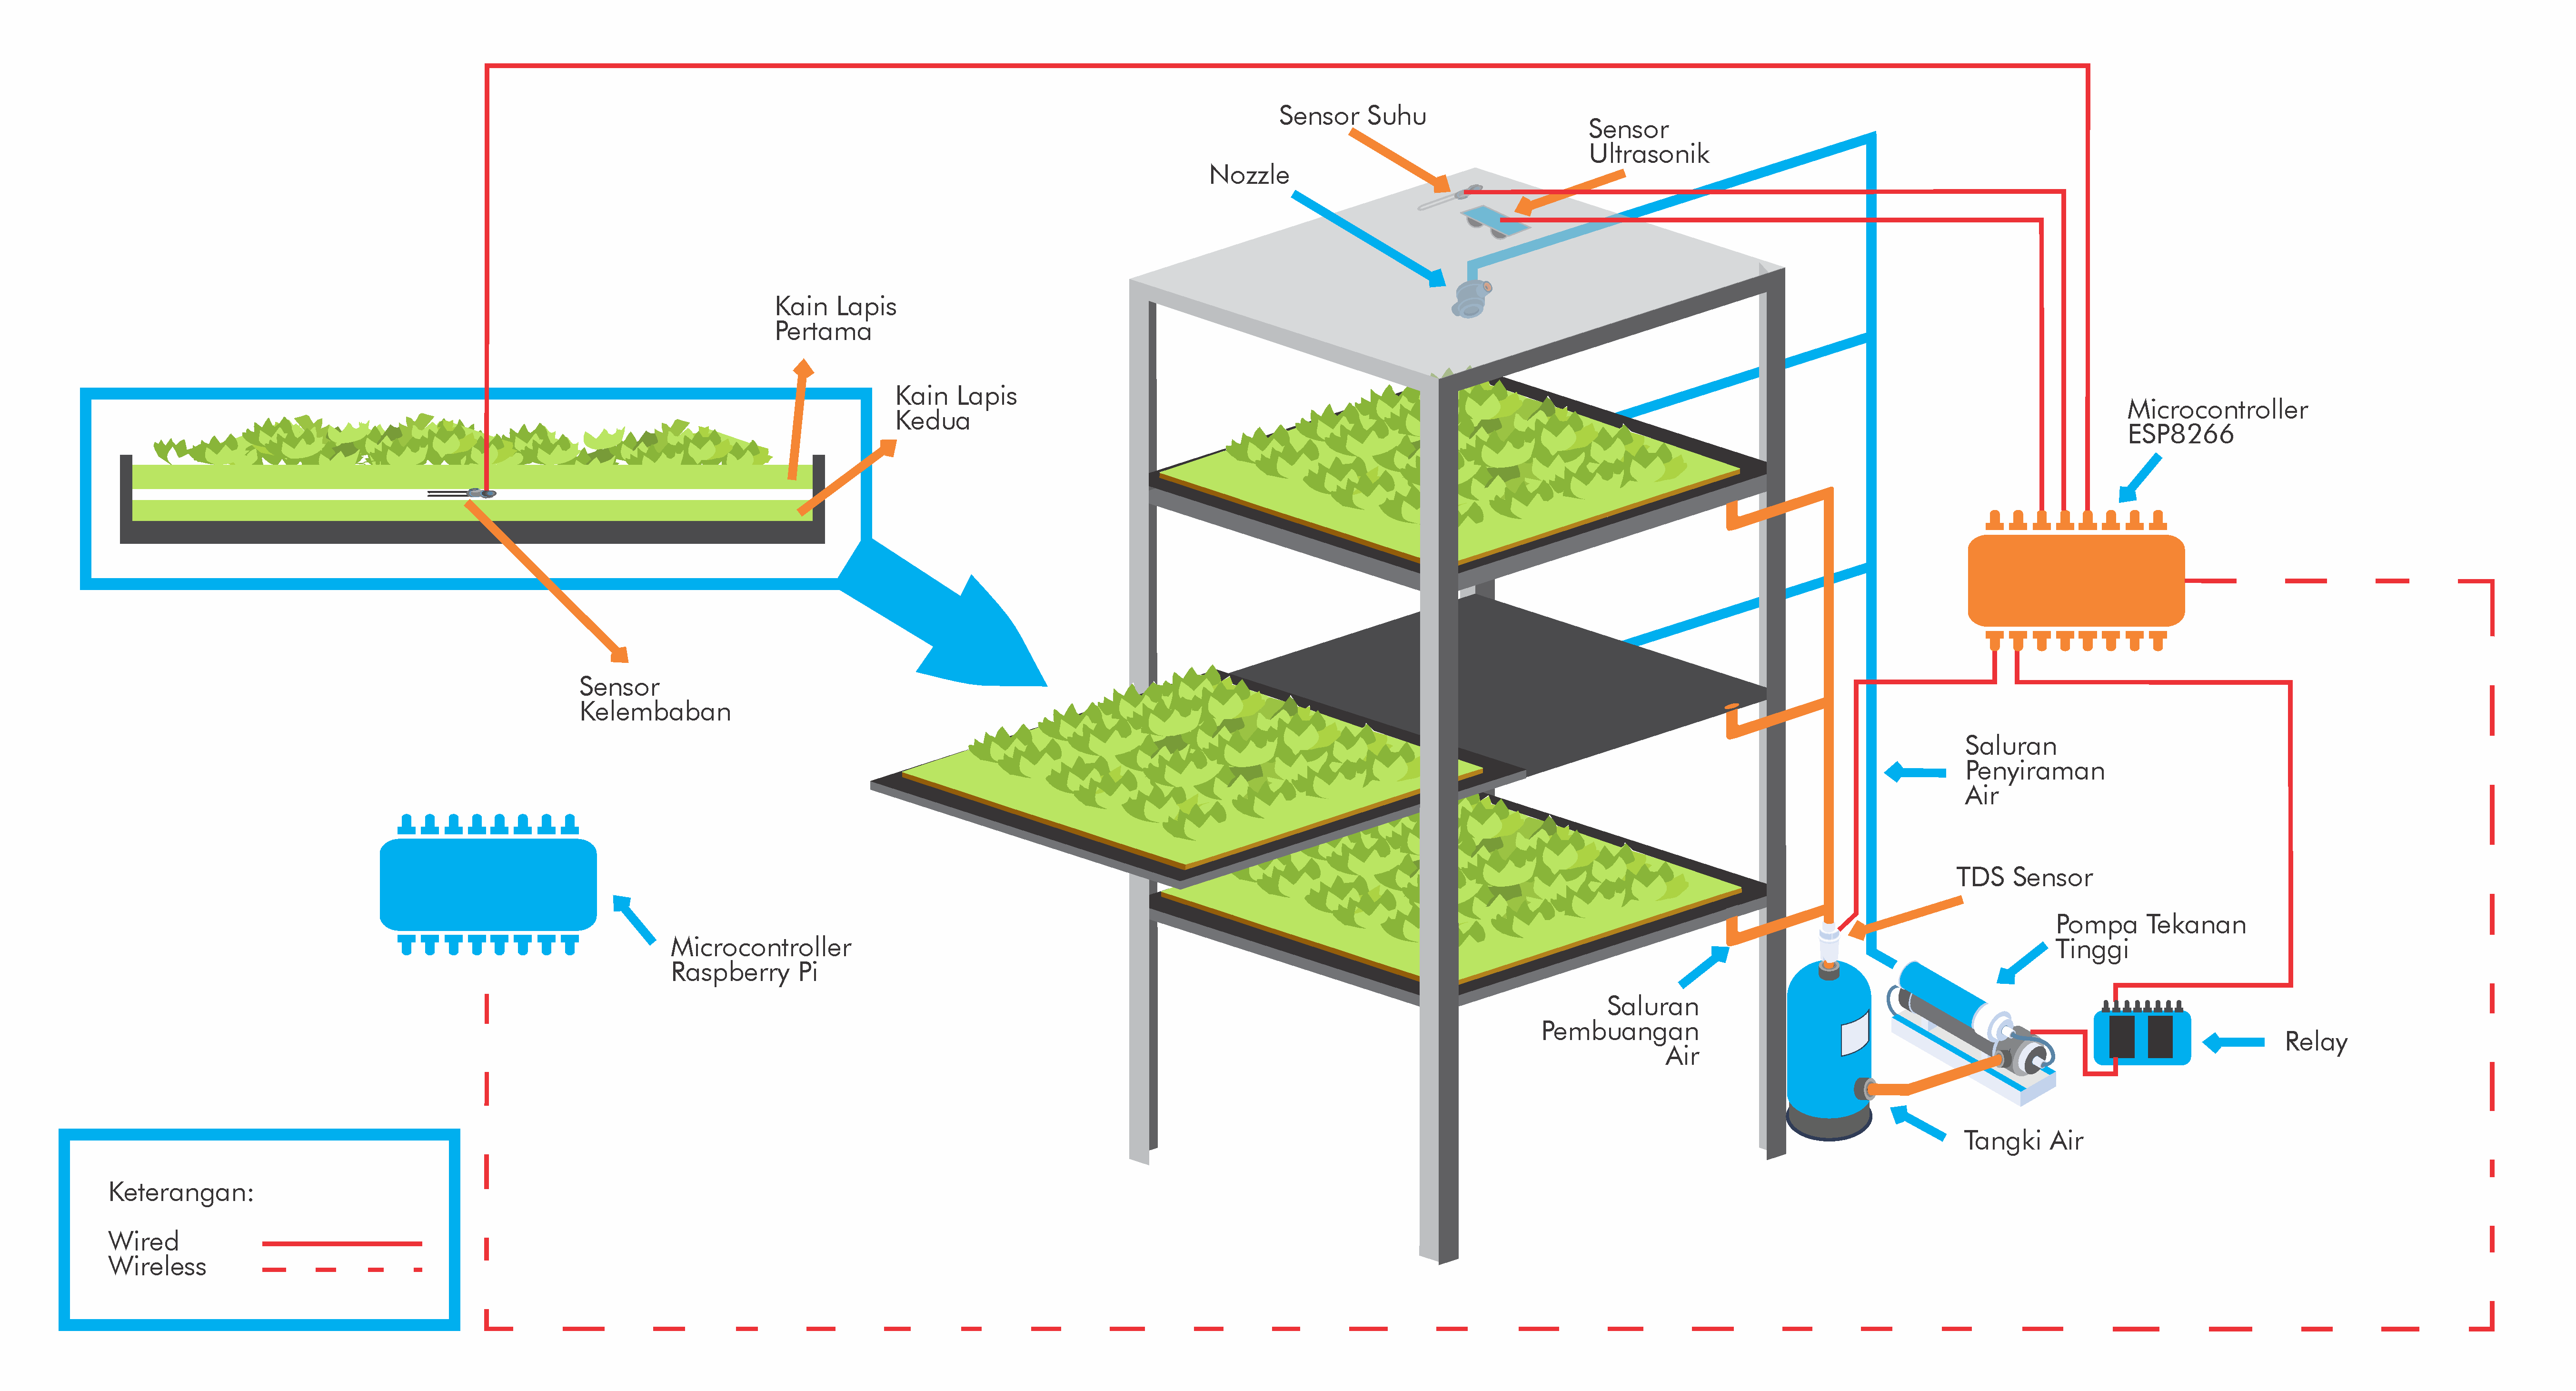 Sensor Suhu
Sensor
Ultrasonik
Nozzle
Kain Lapis
Pertama
Kain Lapis
Kedua
Microcontroller
ESP8266
Sensor
Kelembaban
Saluran
Penyiraman
Air
TDS Sensor
Pompa Tekanan
Tinggi
Microcontroller
Raspberry Pi
Saluran
Pembuangan
Air
Relay
Tangki Air
Keterangan:
Wired
Wireless